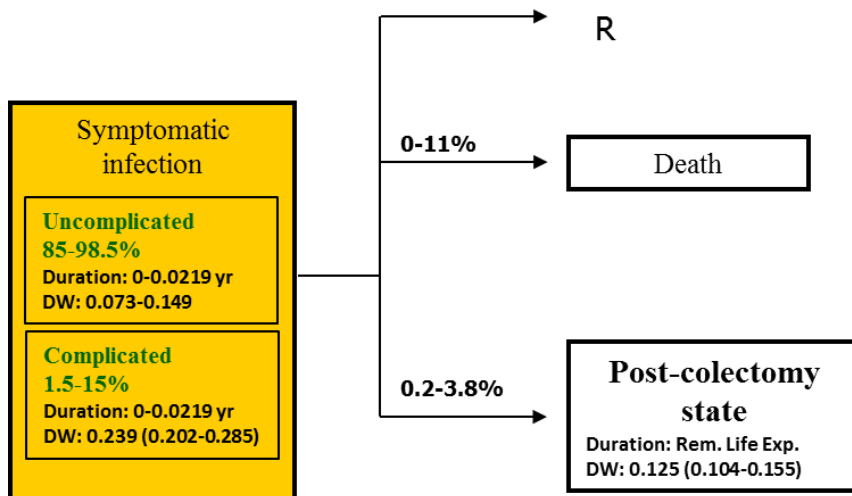 Symptomatic
infection
Uncomplicated
85-98.5%
Duration: 0-0.0219 yr
DW: 0.073-0.149
Complicated
1.5-15%
Duration: 0-0.0219 yr
DW: 0.239 (0.202-0.285)
R
0-11%
Death
0.2-3.8%
Post-colectomy
state
Duration: Rem. Life Exp.
DW: 0.125 (0.104-0.155)